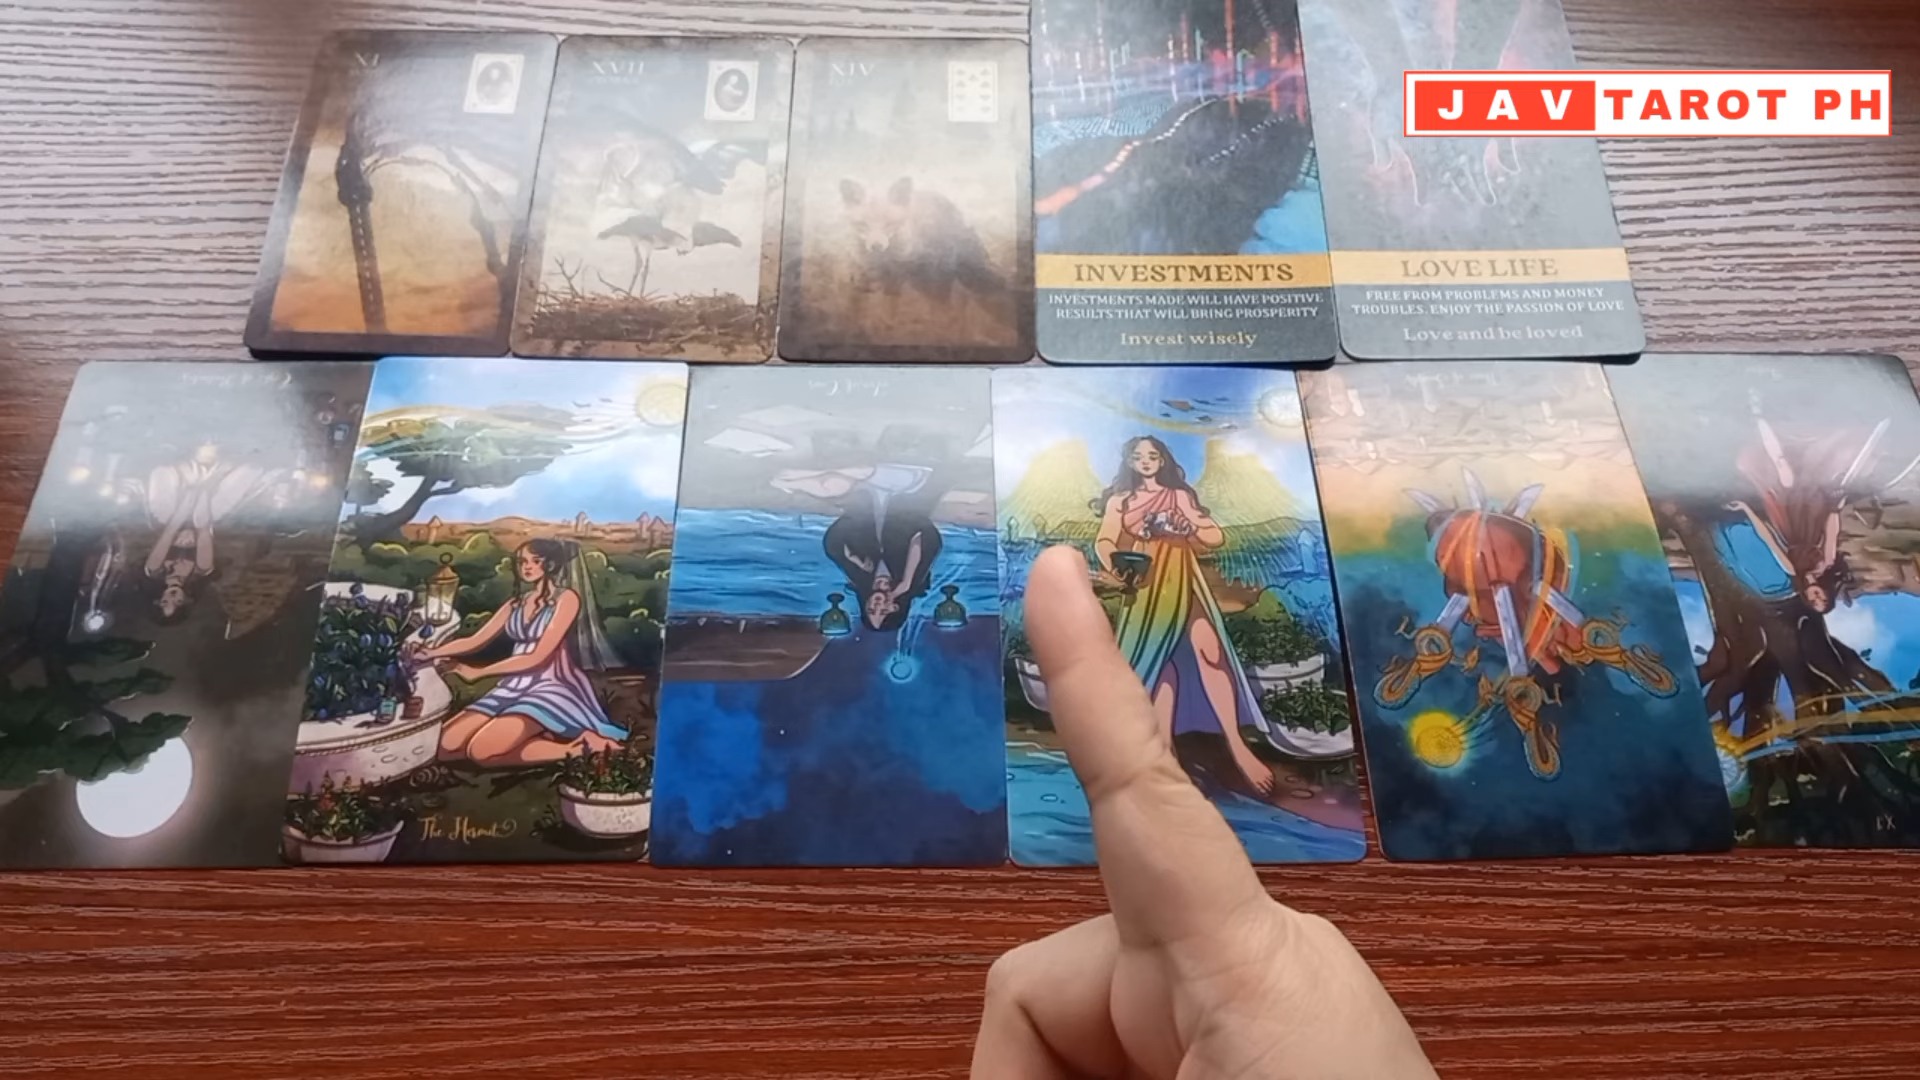 XI
XVII
XIV
JAV TAROT PH
INVESTMENTS
INVESTMENTS MADE WILL HAVE POSITIVE
RESULTS THAT WILL BRING PROSPERITY
Invest wisely
LOVE LIFE
FREE FROM PROBLEMS AND MONEY
TROUBLES. ENJOY THE PASSION OF LOVE
Love and be loved
The Hermit